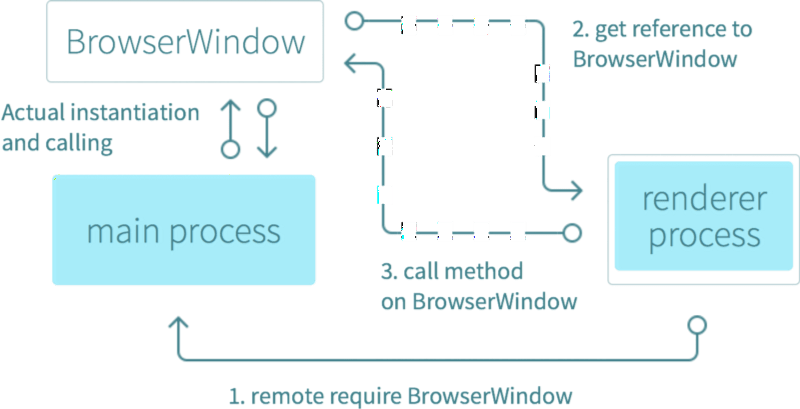 BrowserWindow
2. get reference to
BrowserWindow
Actual instantiation
and calling
main process
renderer
process
3. call method
on BrowserWindow
1. remote require BrowserWindow